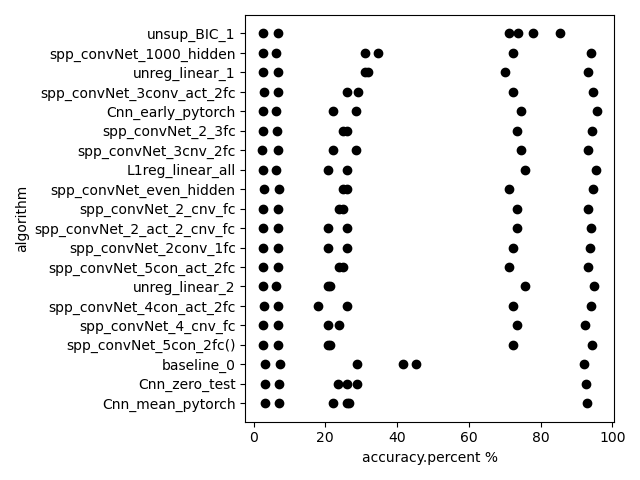 unsup_BIC_1
spp_convNet_1000_hidden
unreg_linear_1
spp_convNet_3conv_act_2fc
Cnn_early_pytorch
spp_convNet_2_3fc
spp_convNet_3cnv_2fc
L1reg_linear_all
spp_convNet_even_hidden
spp_convNet_2_cnv_fc
spp_convNet_2_act_2_cnv_fc
spp_convNet_2conv_1fc
spp_convNet_5con_act_2fc
unreg_linear_2
spp_convNet_4con_act_2fc
spp_convNet_4_cnv_fc
spp_convNet_5con_2fc()
baseline_0
Cnn_zero_test
Cnn_mean_pytorch
algorithm
0 20 40 60 80 100
accuracy.percent %